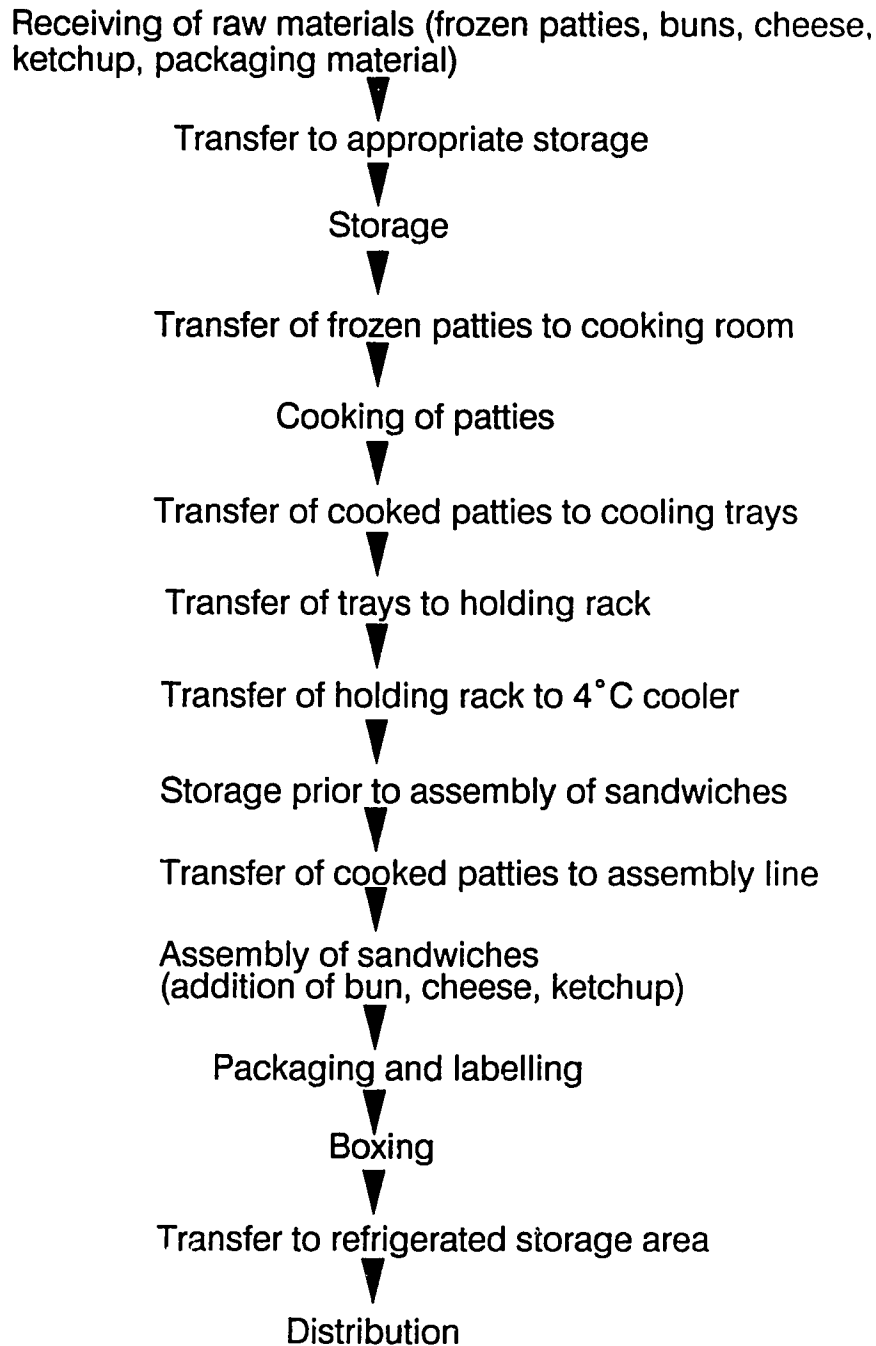 Receiving of raw materials (frozen patties, buns, cheese,
ketchup, packaging material)
Transfer to appropriate storage
Storage
Transfer of frozen patties to cooking room
Cooking of patties
Transfer of cooked patties to cooling trays
Transfer of trays to holding rack
Transfer of holding rack to 4°C cooler
Storage prior to assembly of sandwiches
Transfer of cooked patties to assembly line
Assembly of sandwiches
(addition of bun, cheese, ketchup)
Packaging and labelling
Boxing
Transfer to refrigerated storage area
Distribution